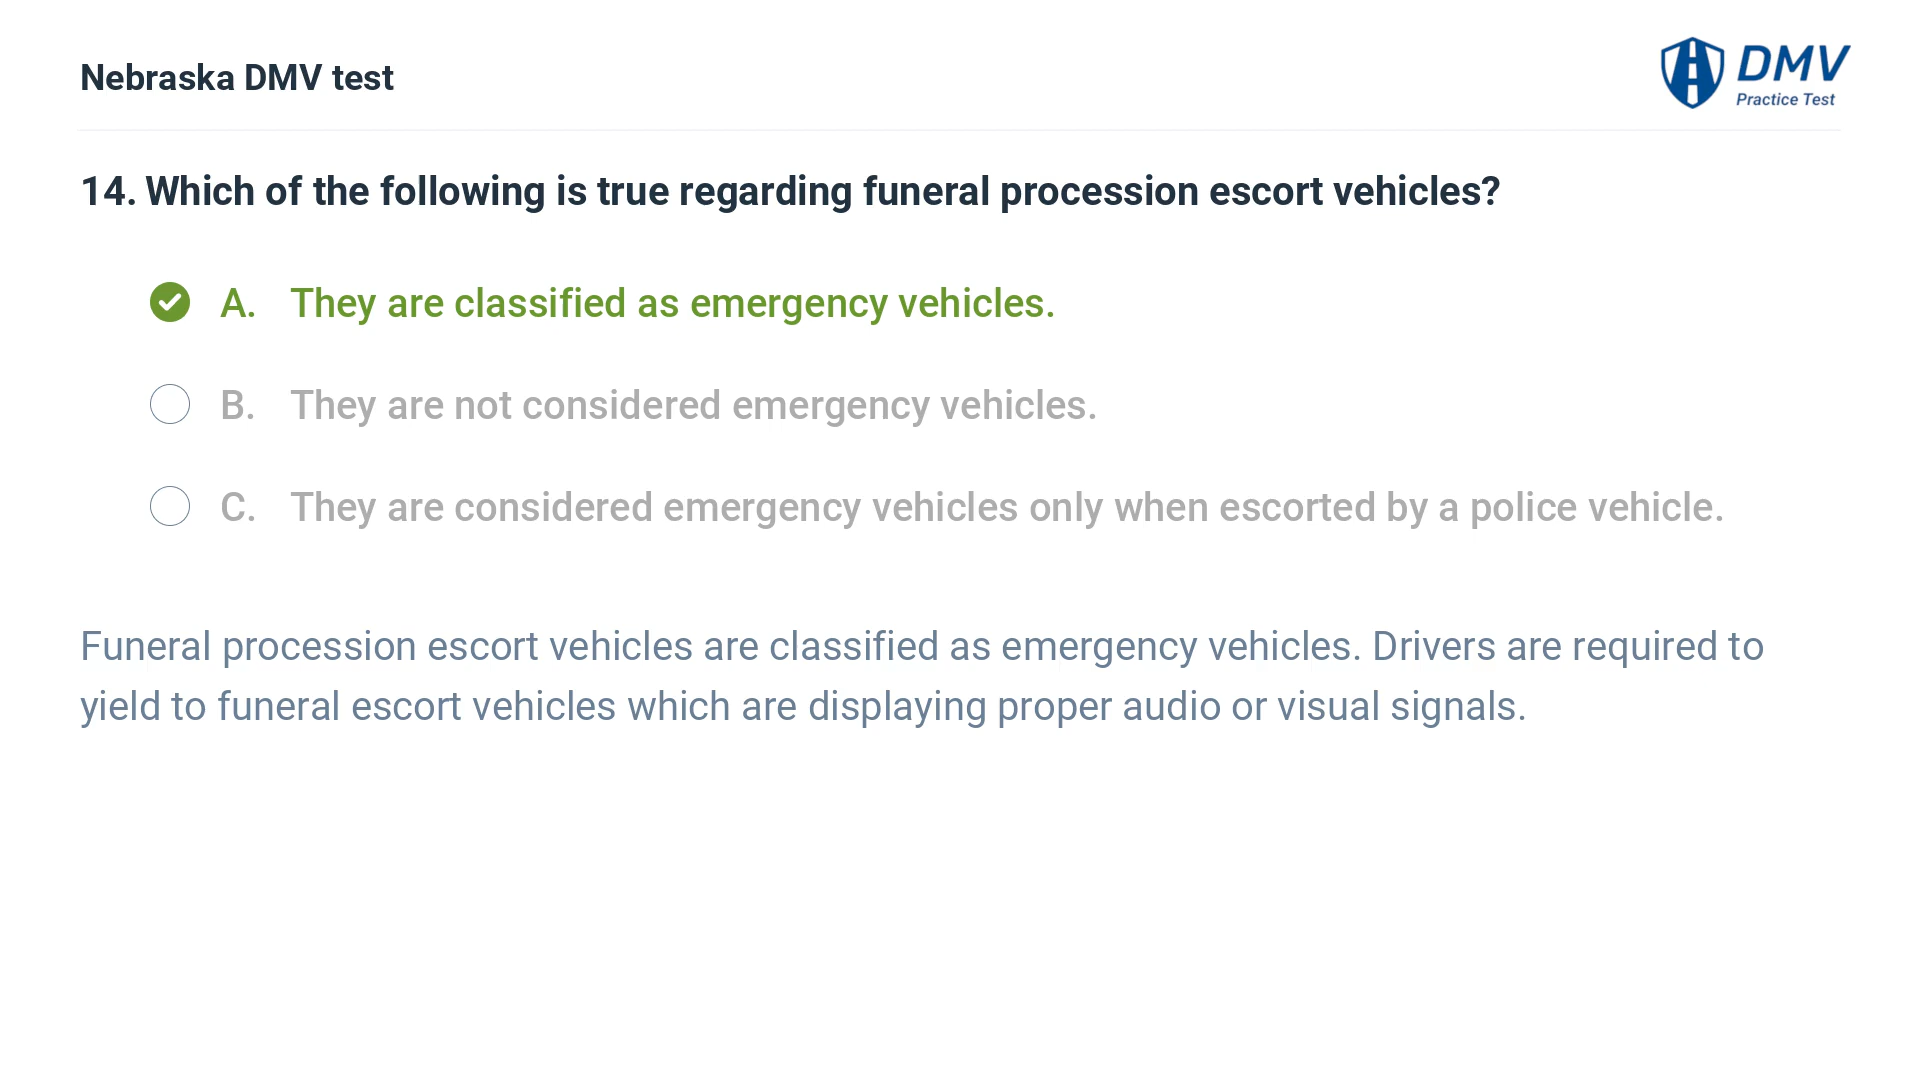 Nebraska DMV test
DMV
Practice Test
14. Which of the following is true regarding funeral procession escort vehicles?
A. They are classified as emergency vehicles.
B. They are not considered emergency vehicles.
C. They are considered emergency vehicles only when escorted by a police vehicle.
Funeral procession escort vehicles are classified as emergency vehicles. Drivers are required to
yield to funeral escort vehicles which are displaying proper audio or visual signals.